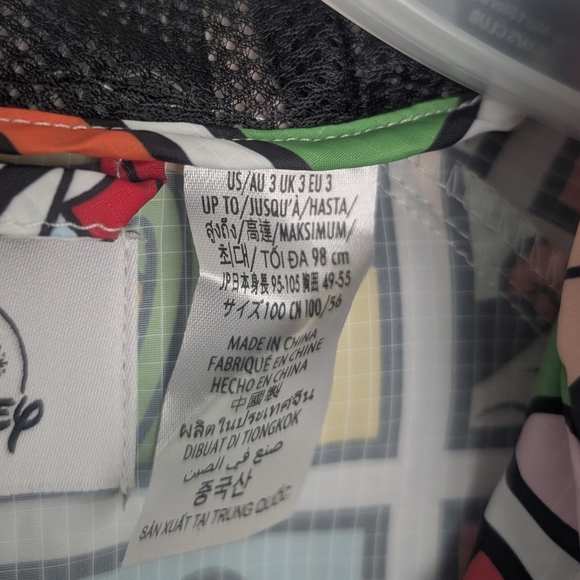 US/AU 3 UK 3 EU 3
UP TO/JUSQU'À/HASTA/
สูงถึง/高達/MAKSIMUM/
최대/TỐI ĐA 98 cm
JP日本身長 95-105 胸囲 49-55
サイズ100 CN 100/56
MADE IN CHINA
FABRIQUÉ EN CHINE
HECHO EN CHINA
中國製
ผลิตในประเทศจีน
DIBUAT DI TIONGKOK
صنع في الصين
중국산
SẢN XUẤT TẠI TRUNG QUỐC